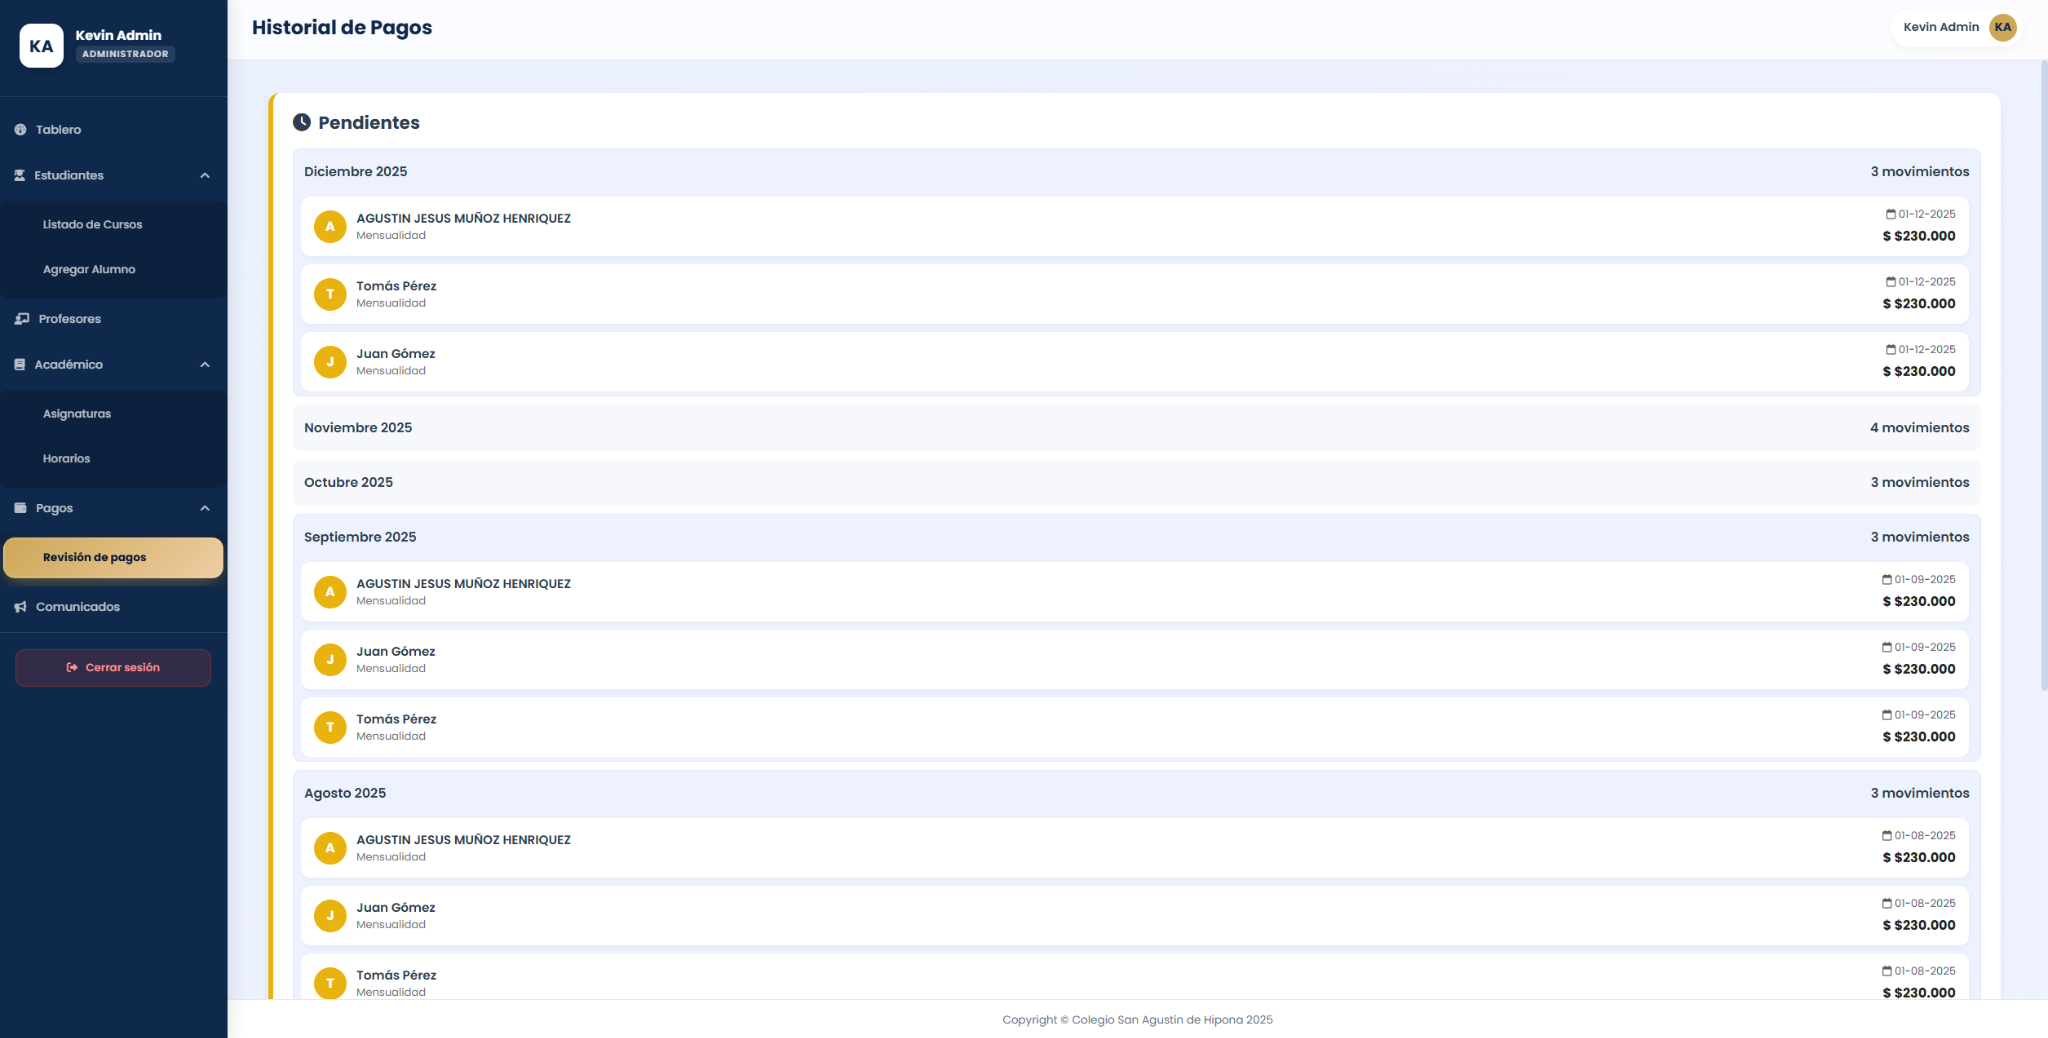 KA
Kevin Admin
ADMINISTRADOR
Tablero
Estudiantes
Listado de Cursos
Agregar Alumno
Profesores
Académico
Asignaturas
Horarios
Pagos
Revisión de pagos
Comunicados
Cerrar sesión
Historial de Pagos
Kevin Admin KA
Pendientes
Diciembre 2025 3 movimientos
A AGUSTIN JESUS MUÑOZ HENRIQUEZ 01-12-2025
Mensualidad $ $230.000
T Tomás Pérez 01-12-2025
Mensualidad $ $230.000
J Juan Gómez 01-12-2025
Mensualidad $ $230.000
Noviembre 2025 4 movimientos
Octubre 2025 3 movimientos
Septiembre 2025 3 movimientos
A AGUSTIN JESUS MUÑOZ HENRIQUEZ 01-09-2025
Mensualidad $ $230.000
J Juan Gómez 01-09-2025
Mensualidad $ $230.000
T Tomás Pérez 01-09-2025
Mensualidad $ $230.000
Agosto 2025 3 movimientos
A AGUSTIN JESUS MUÑOZ HENRIQUEZ 01-08-2025
Mensualidad $ $230.000
J Juan Gómez 01-08-2025
Mensualidad $ $230.000
T Tomás Pérez 01-08-2025
Mensualidad $ $230.000
Copyright © Colegio San Agustín de Hipona 2025